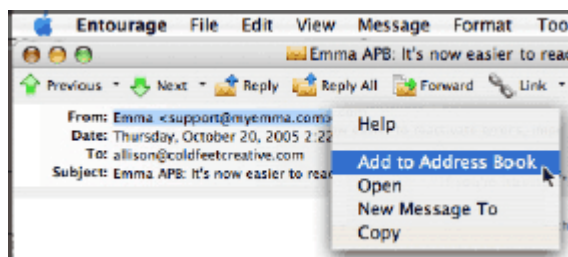 Entourage File Edit View Message Format Too
Emma APB: It's now easier to rea
Previous Next Reply Reply All Forward Link
From: Emma <support@myemma.com>
Help
Date: Thursday, October 20, 2005 2:22
To: allison@coldfeetcreative.com
Add to Address Book
Subject: Emma APB: It's now easier to rea
Open
New Message To
Copy